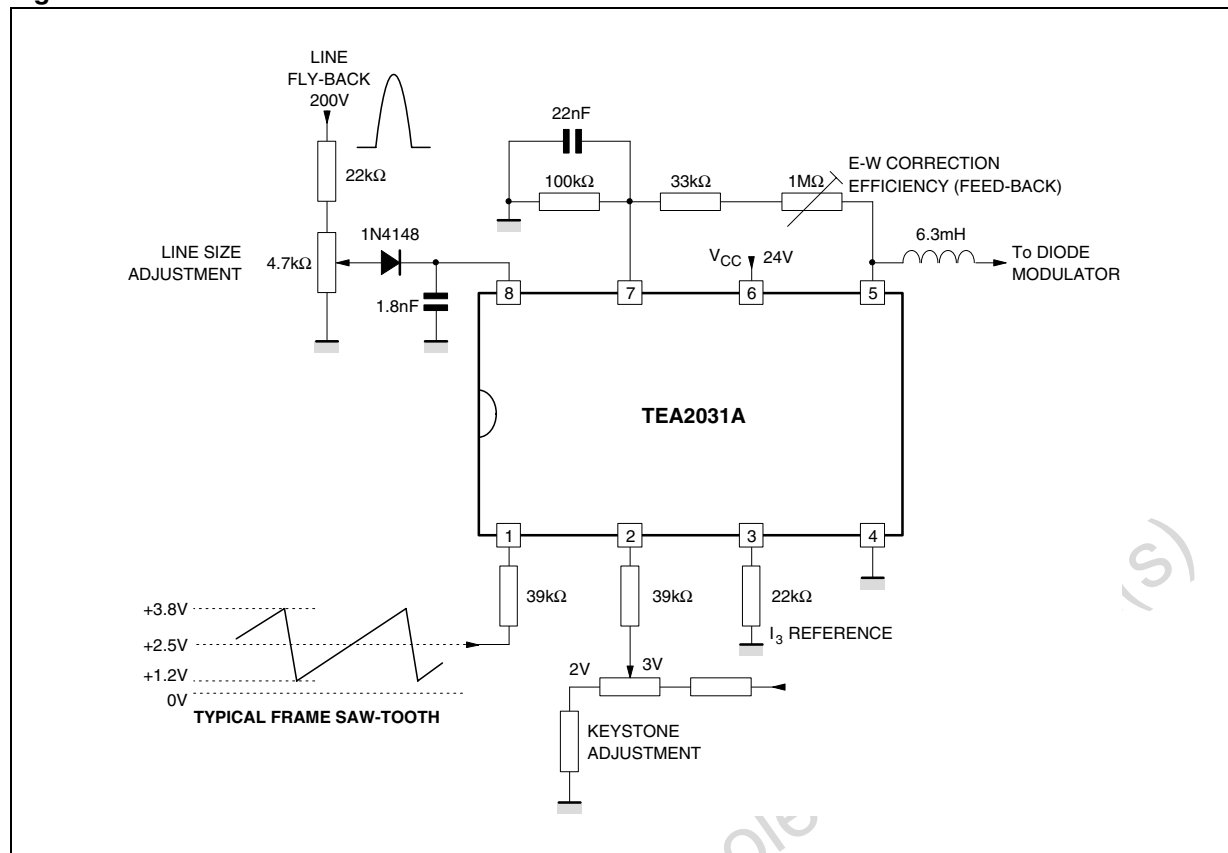 LINE
FLY-BACK
200V
22kΩ
LINE SIZE
ADJUSTMENT
4.7kΩ
1N4148
1.8nF
22nF
100kΩ
33kΩ
1MΩ
E-W CORRECTION
EFFICIENCY (FEED-BACK)
6.3mH
To DIODE
MODULATOR
VCC 24V
8
7
6
5
TEA2031A
1
2
3
4
39kΩ
39kΩ
22kΩ
I3 REFERENCE
+3.8V
+2.5V
+1.2V
0V
TYPICAL FRAME SAW-TOOTH
2V
3V
KEYSTONE
ADJUSTMENT